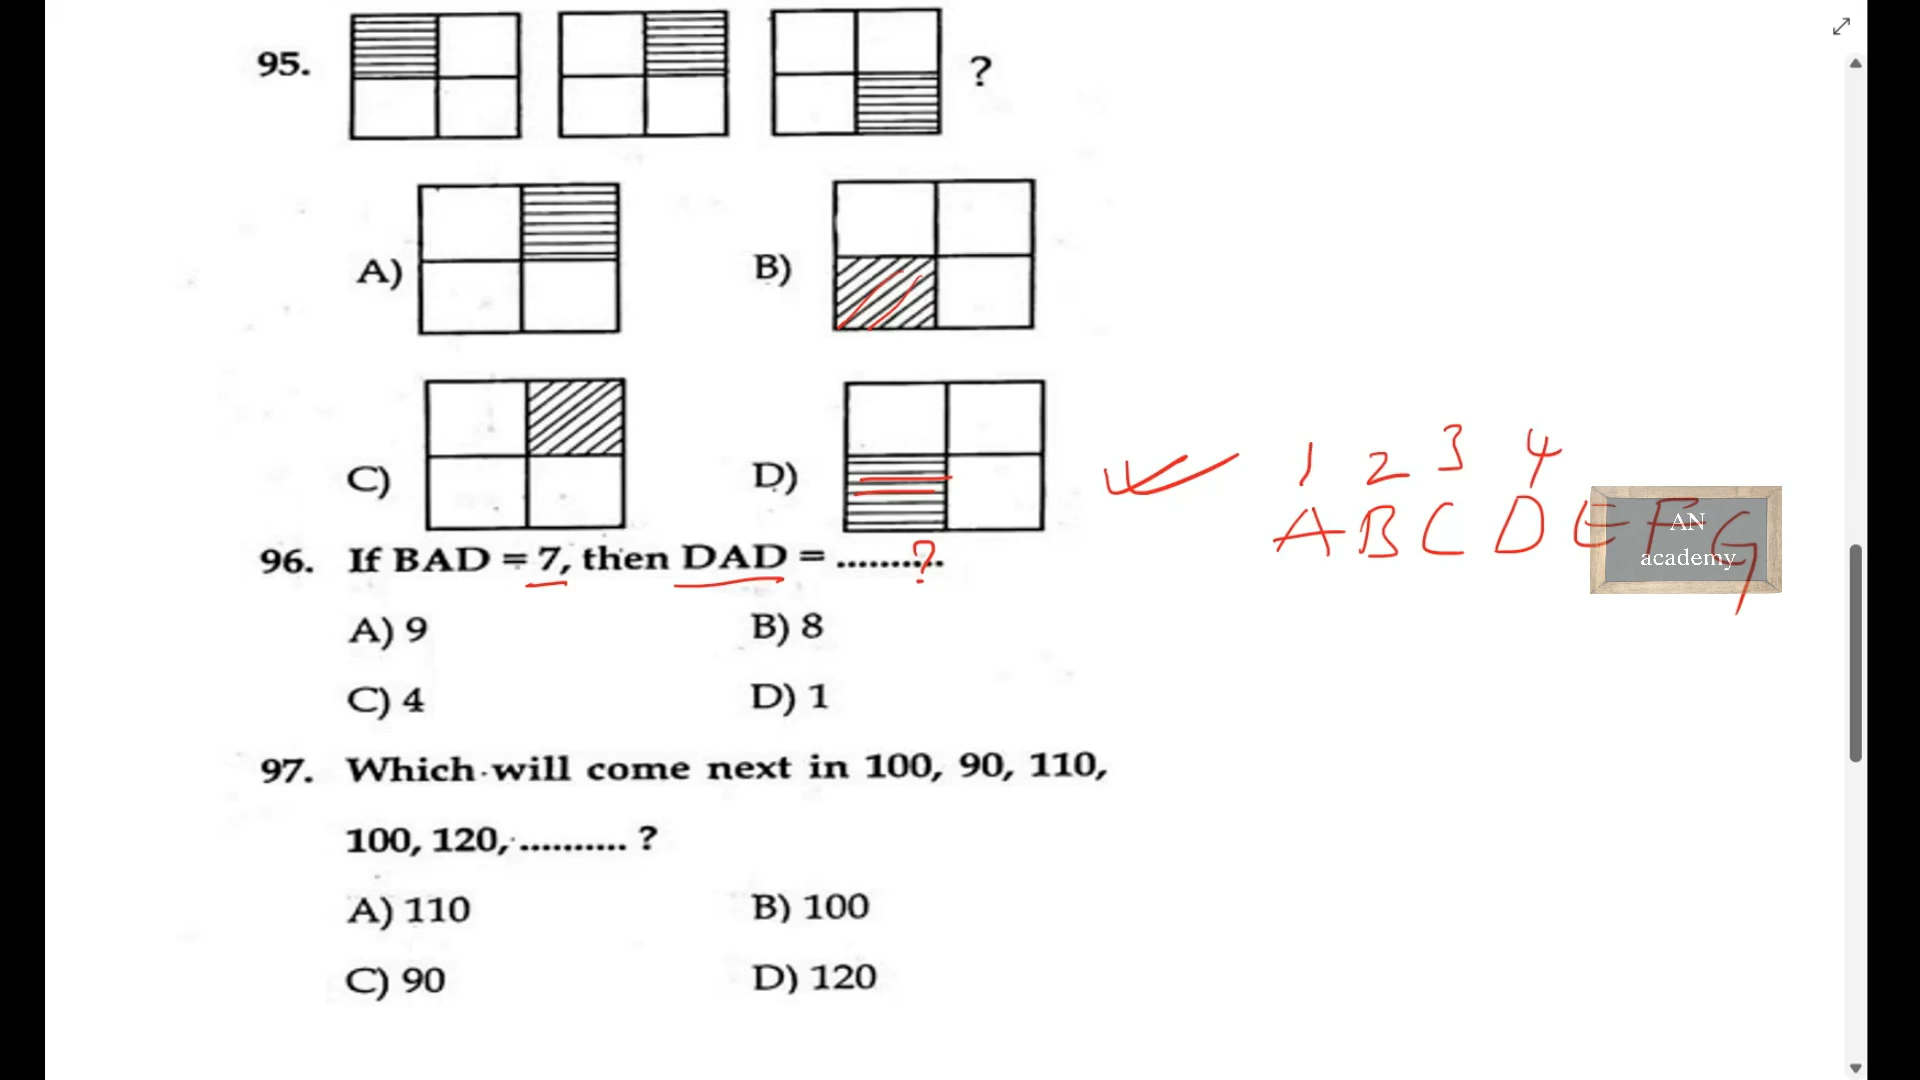 95.
?
A)
B)
C)
D)
1 2 3 4
A B C D E F G
AN
academy
96. If BAD = 7, then DAD = ..........
?
A) 9 B) 8
C) 4 D) 1
97. Which will come next in 100, 90, 110,
100, 120, .......... ?
A) 110 B) 100
C) 90 D) 120